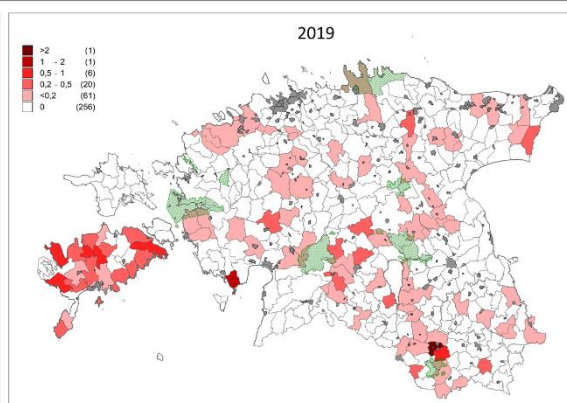 2019
>2 (1)
1 - 2 (1)
0,5 - 1 (6)
0,2 - 0,5 (20)
<0,2 (61)
0 (256)